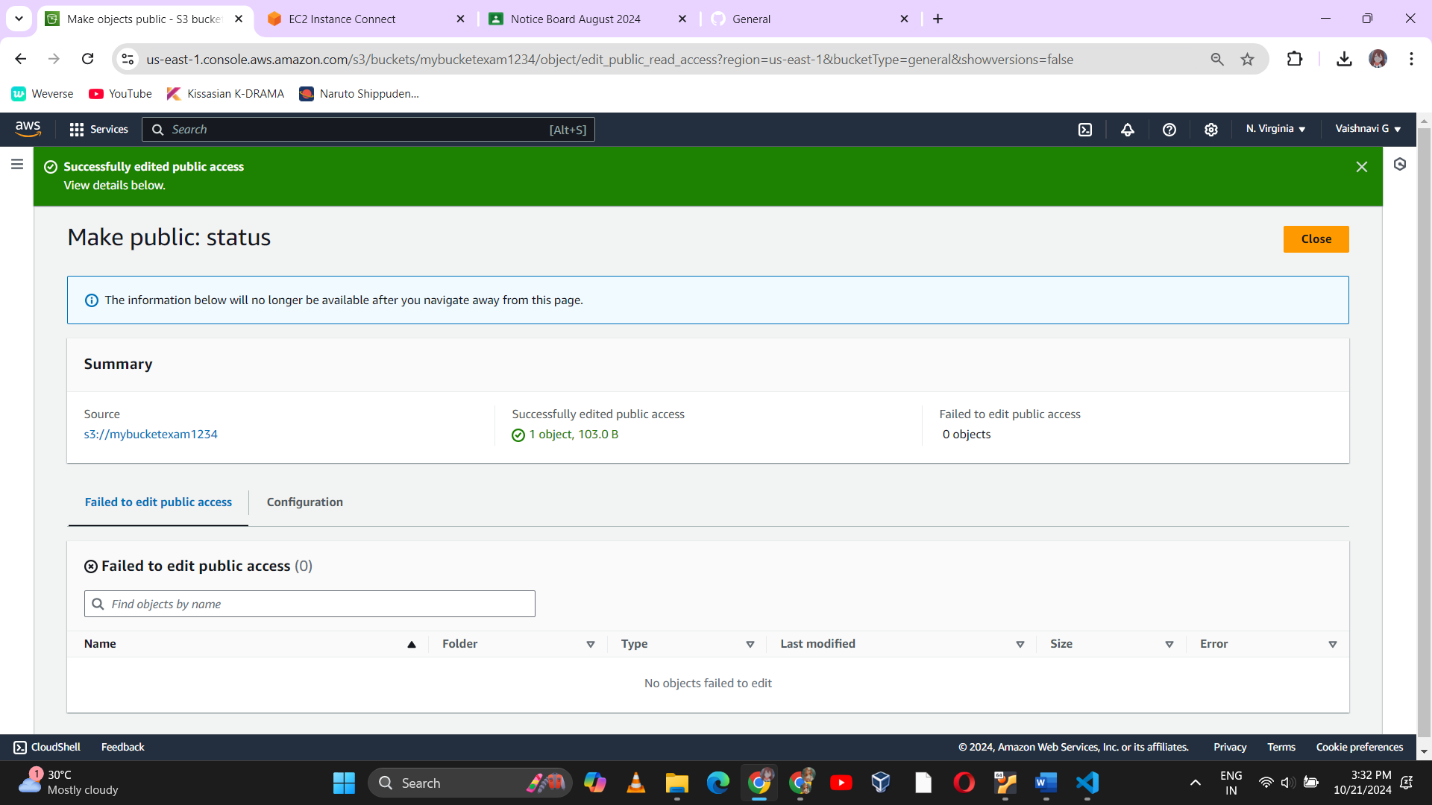 Make objects public - S3 bucke
EC2 Instance Connect
Notice Board August 2024
General
us-east-1.console.aws.amazon.com/s3/buckets/mybucketexam1234/object/edit_public_read_access?region=us-east-1&bucketType=general&showversions=false
Weverse
YouTube
Kissasian K-DRAMA
Naruto Shippuden...
aws
Services
Search
[Alt+S]
N. Virginia
Vaishnavi G
Successfully edited public access
View details below.
Make public: status
Close
The information below will no longer be available after you navigate away from this page.
Summary
Source
s3://mybucketexam1234
Successfully edited public access
1 object, 103.0 B
Failed to edit public access
0 objects
Failed to edit public access
Configuration
Failed to edit public access (0)
Find objects by name
Name
Folder
Type
Last modified
Size
Error
No objects failed to edit
CloudShell
Feedback
© 2024, Amazon Web Services, Inc. or its affiliates.
Privacy
Terms
Cookie preferences
1
30°C
Mostly cloudy
Search
ENG
IN
3:32 PM
10/21/2024